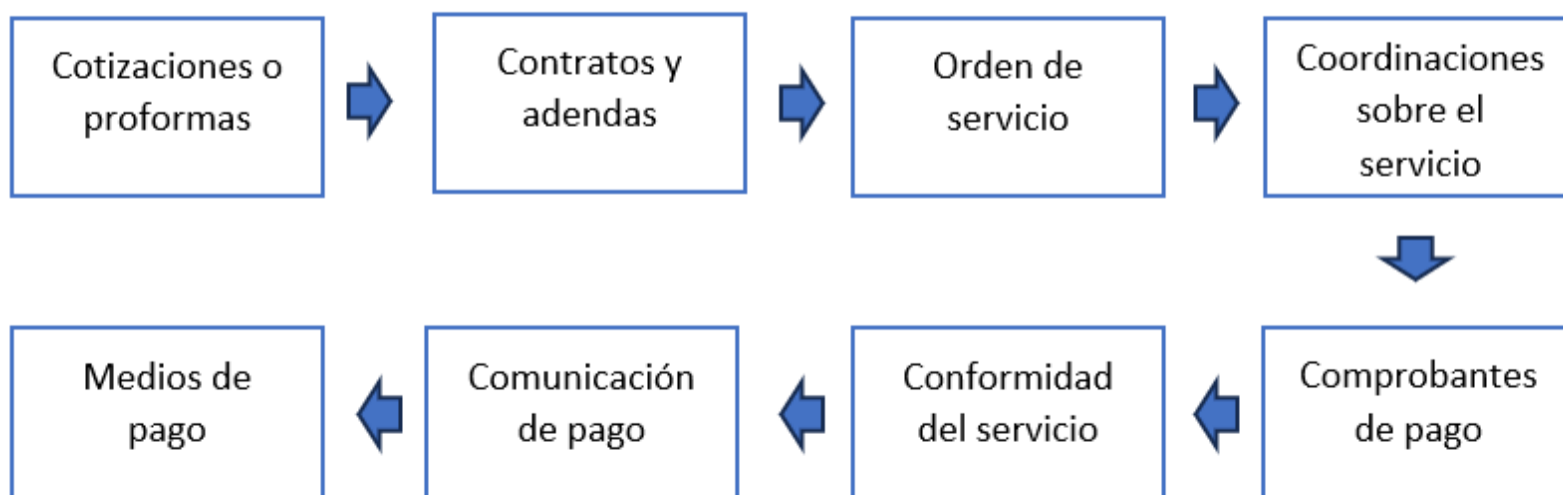 Cotizaciones o
proformas
Contratos y
adendas
Orden de
servicio
Coordinaciones
sobre el
servicio
Comprobantes
de pago
Conformidad
del servicio
Comunicación
de pago
Medios de
pago